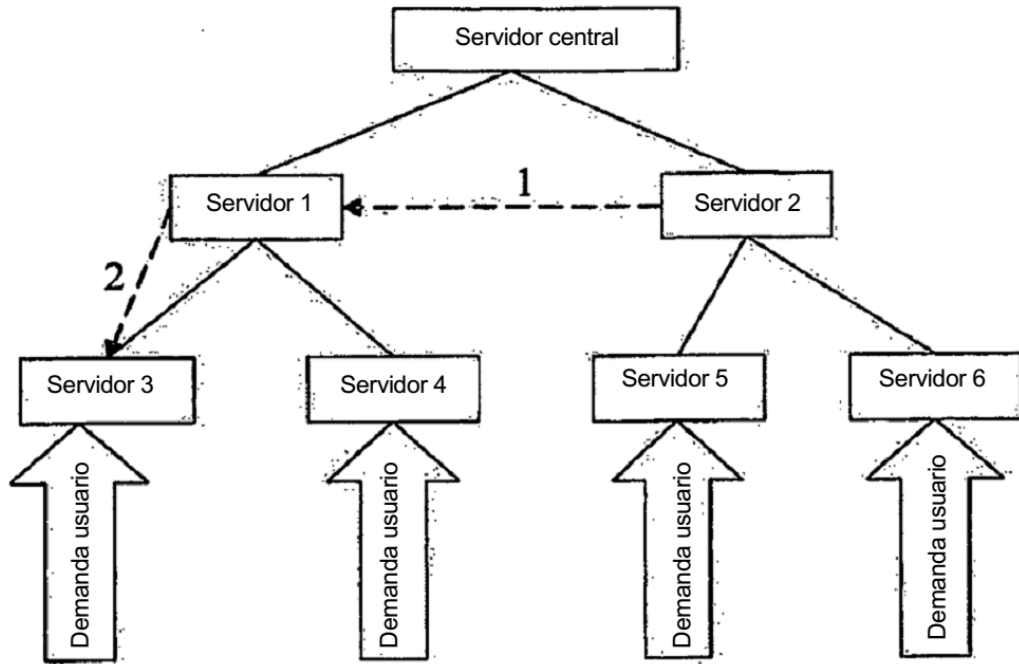 Servidor central
1
Servidor 1
Servidor 2
2
Servidor 3
Servidor 4
Servidor 5
Servidor 6
Demanda usuario
Demanda usuario
Demanda usuario
Demanda usuario